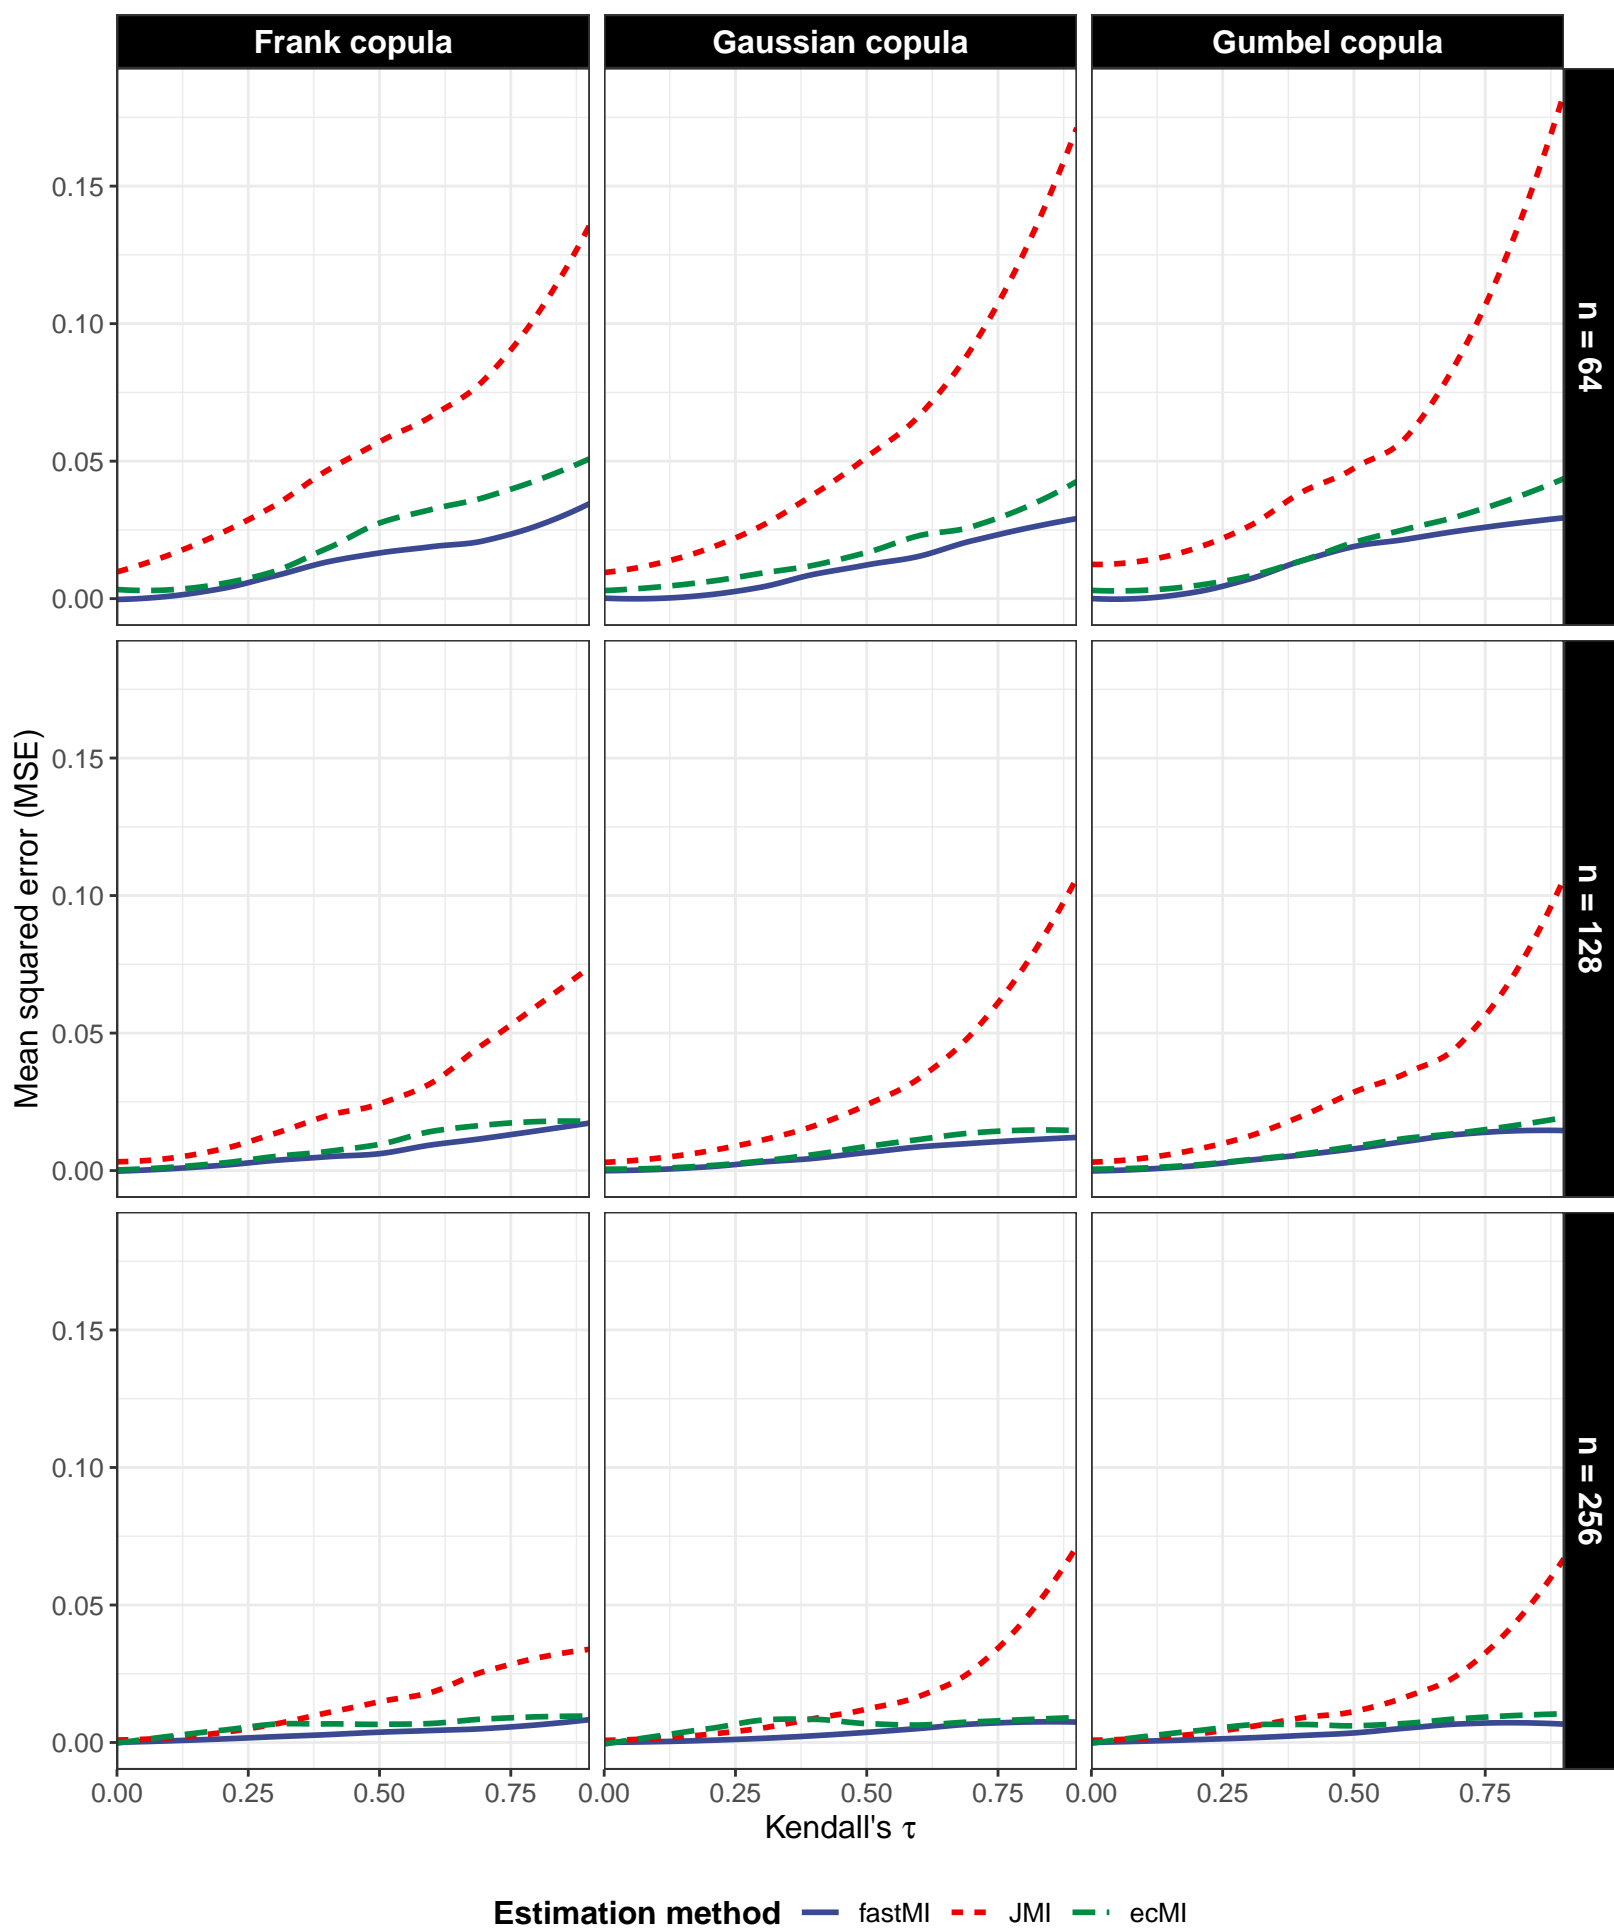 Frank copula Gaussian copula Gumbel copula
n = 64
0.15
0.10
0.05
0.00
n = 128
0.15
0.10
0.05
0.00
Mean squared error (MSE)
n = 256
0.15
0.10
0.05
0.00
0.00 0.25 0.50 0.75 0.00 0.25 0.50 0.75 0.00 0.25 0.50 0.75
Kendall's τ
Estimation method fastMI JMI ecMI